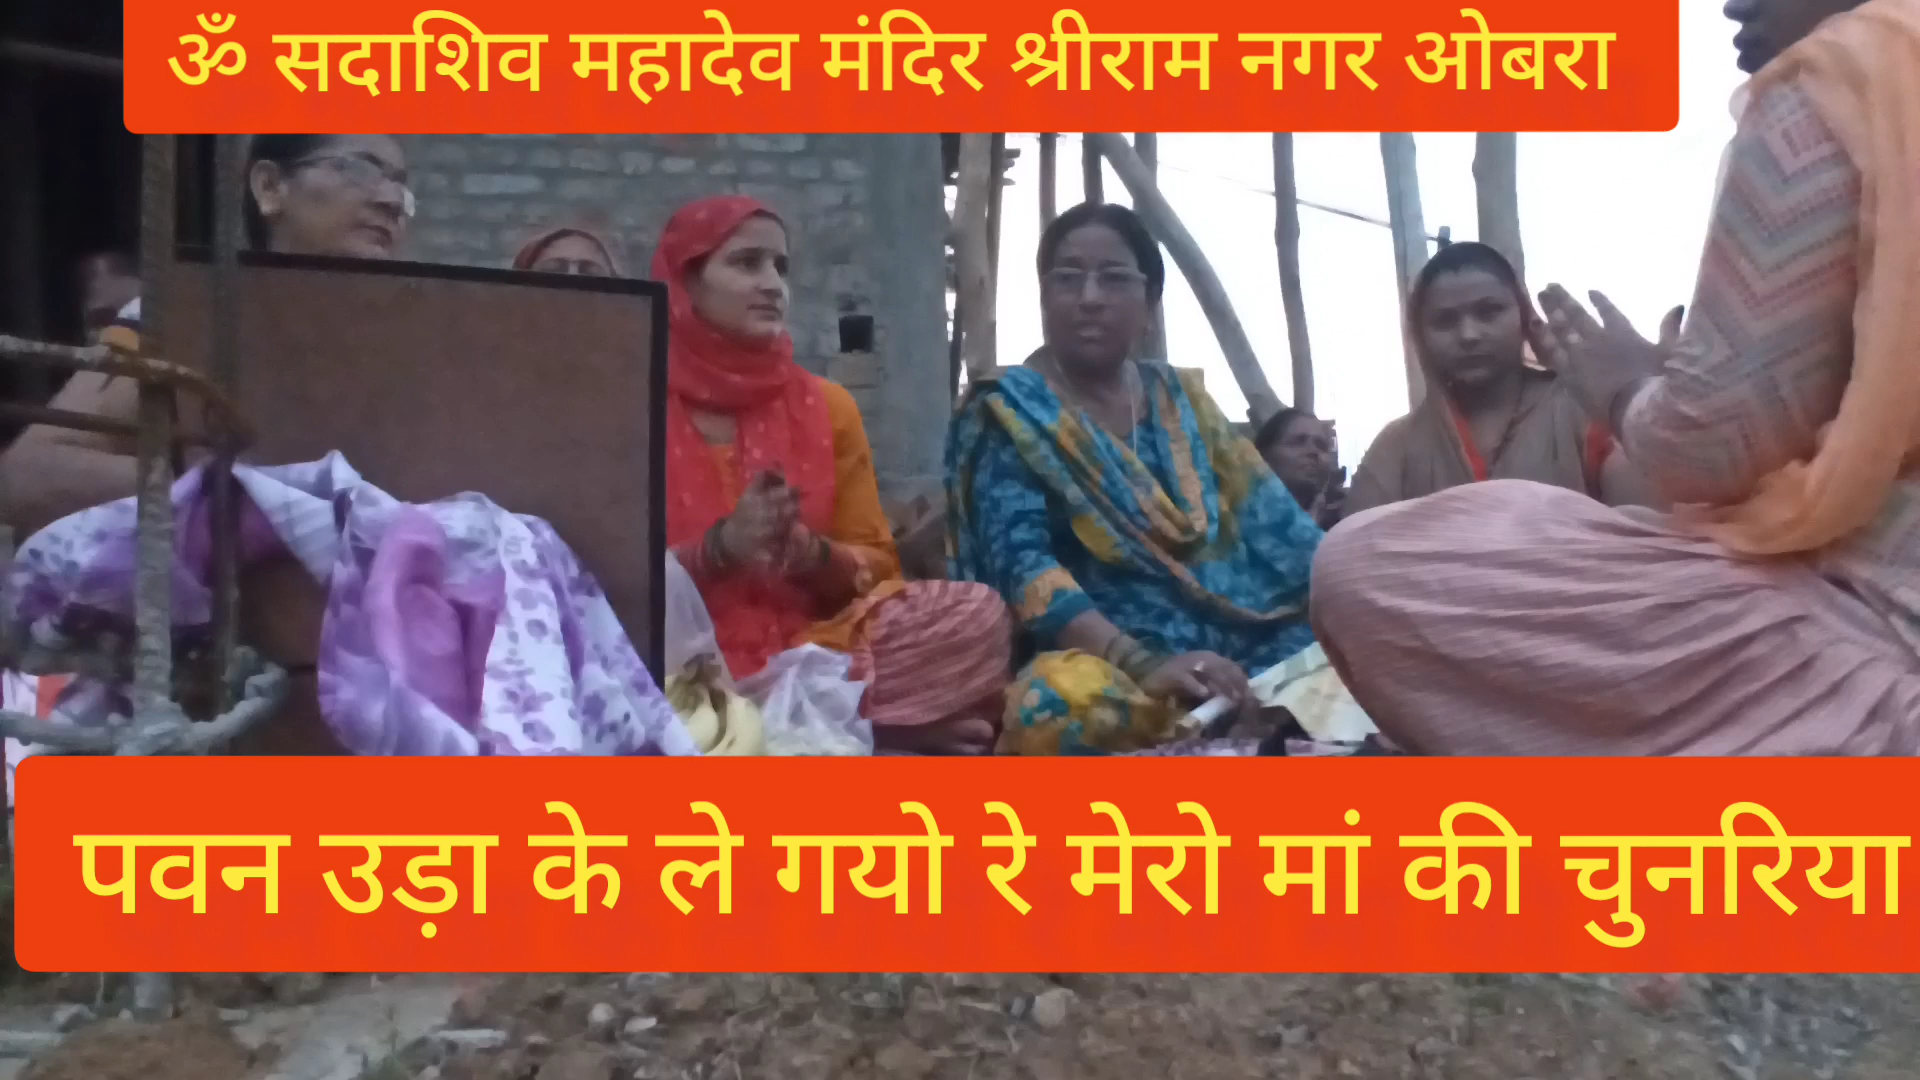 ॐ सदाशिव महादेव मंदिर श्रीराम नगर ओबरा
पवन उड़ा के ले गयो रे मेरो मां की चुनरिया